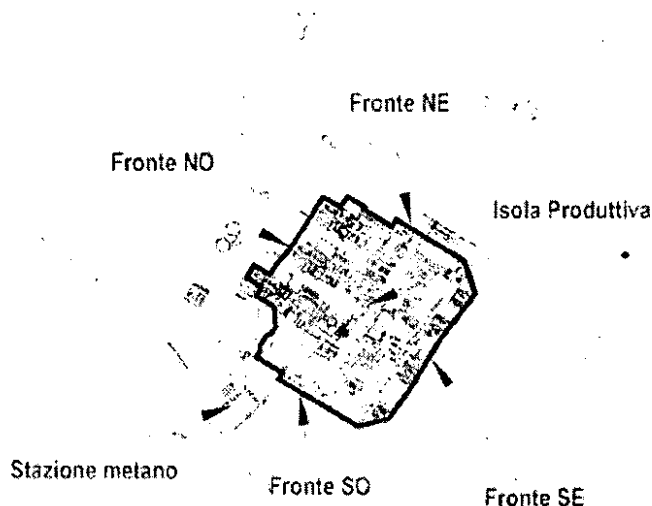 Fronte NE
Fronte NO
Isola Produttiva
Stazione metano
Fronte SO
Fronte SE